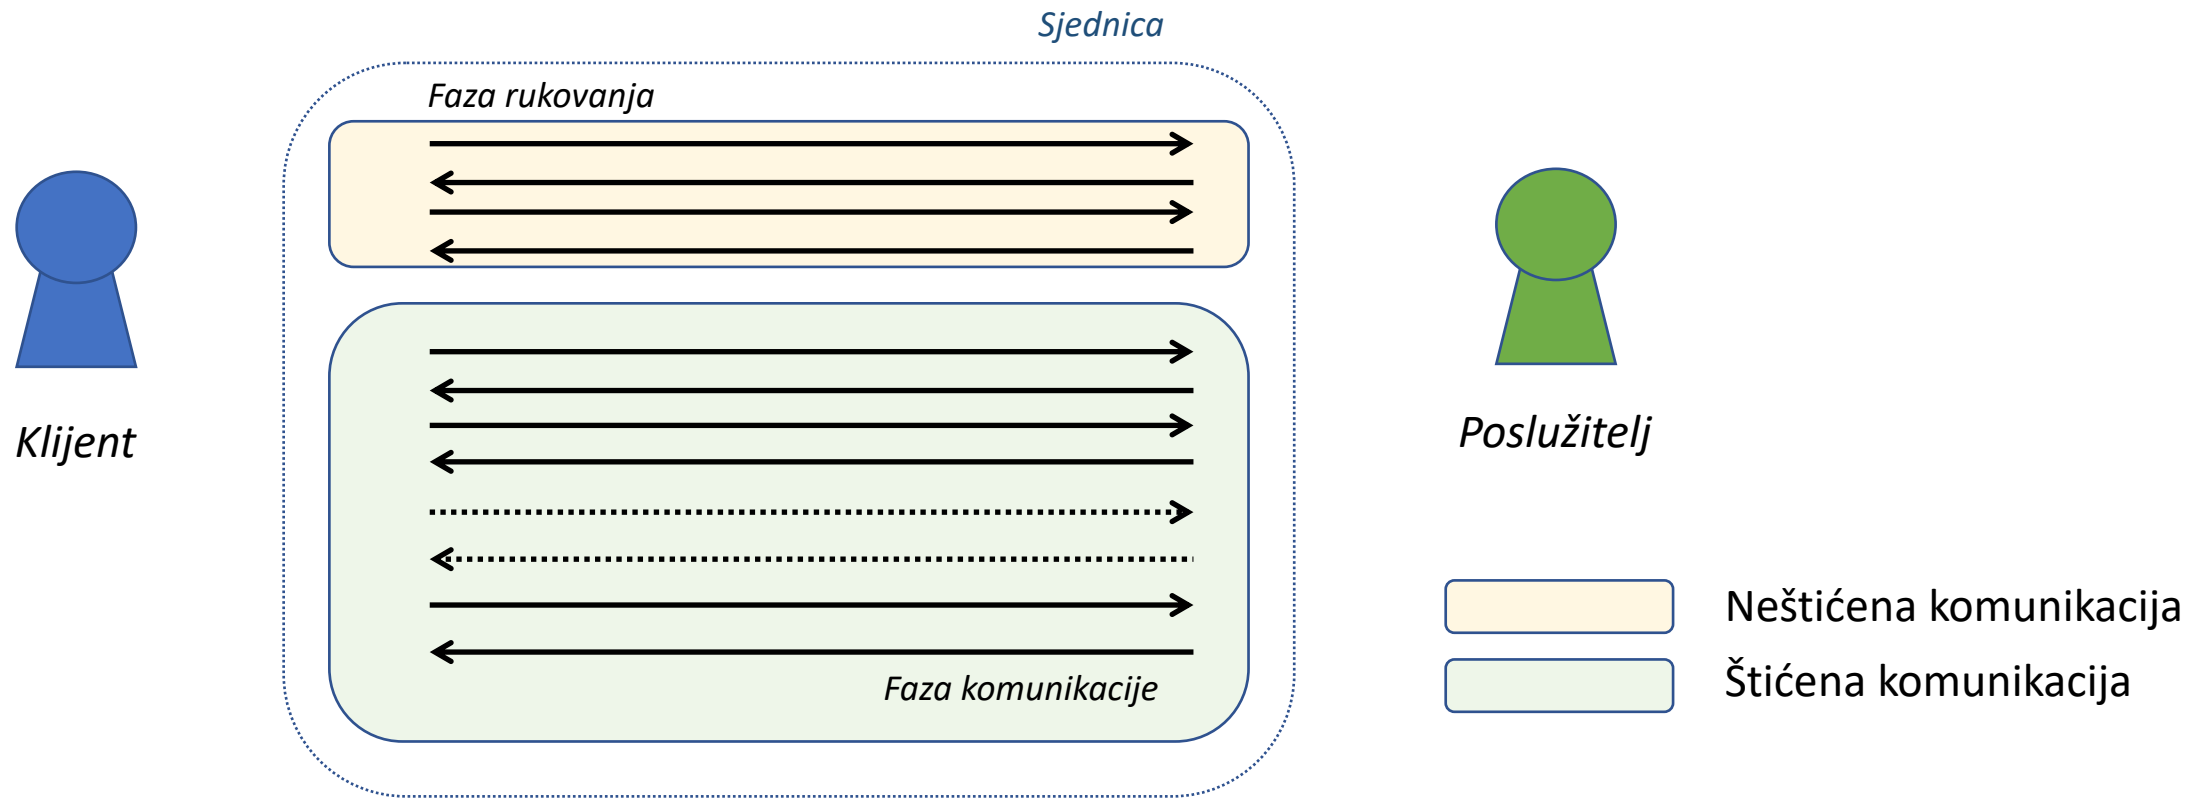 Sjednica
Faza rukovanja
Klijent
Poslužitelj
Faza komunikacije
Neštićena komunikacija
Štićena komunikacija